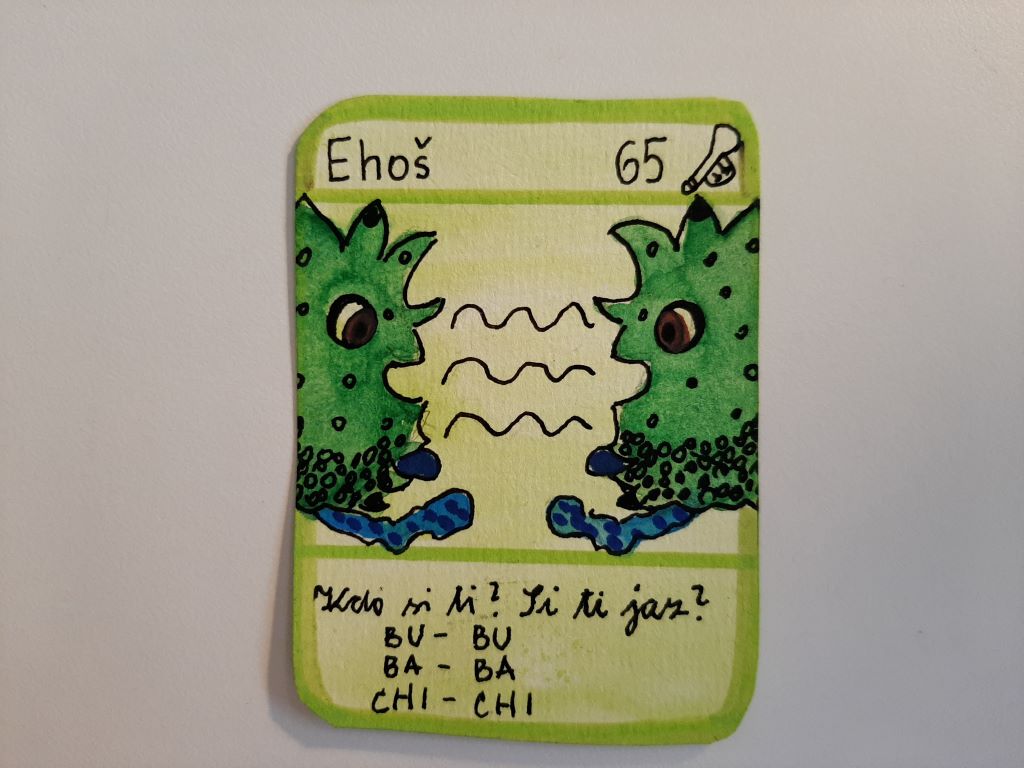 Ehoš 65
Kdo si ti? Si ti jaz?
BU - BU
BA - BA
CHI - CHI